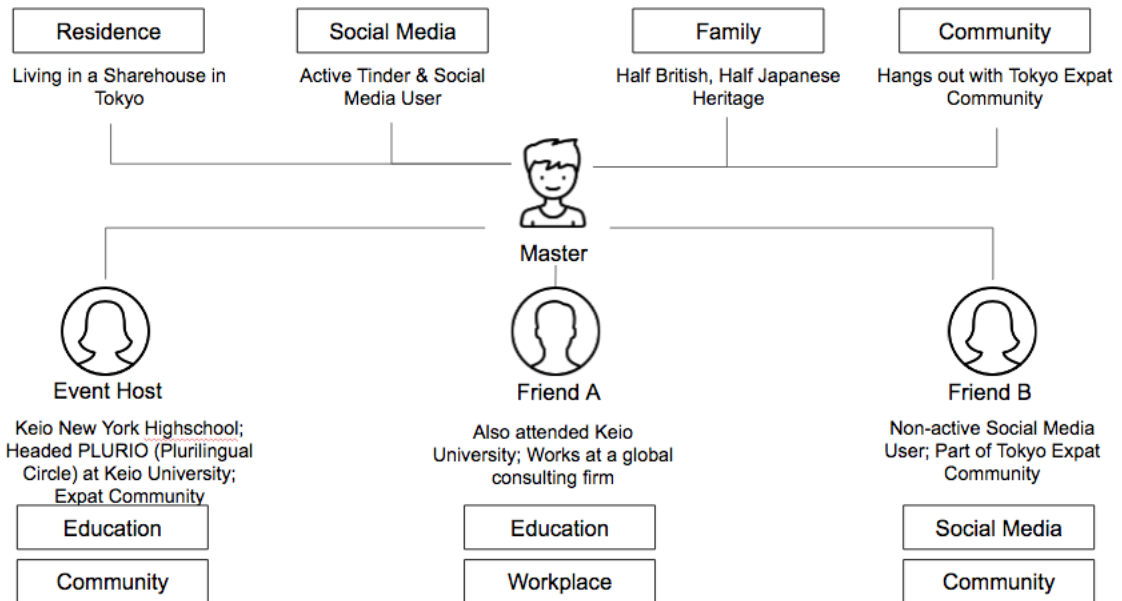 Residence
Social Media
Family
Community
Living in a Sharehouse in
Tokyo
Active Tinder & Social
Media User
Half British, Half Japanese
Heritage
Hangs out with Tokyo Expat
Community
Master
Event Host
Keio New York Highschool;
Headed PLURIO (Plurilingual
Circle) at Keio University;
Expat Community
Education
Community
Friend A
Also attended Keio
University; Works at a global
consulting firm
Education
Workplace
Friend B
Non-active Social Media
User; Part of Tokyo Expat
Community
Social Media
Community